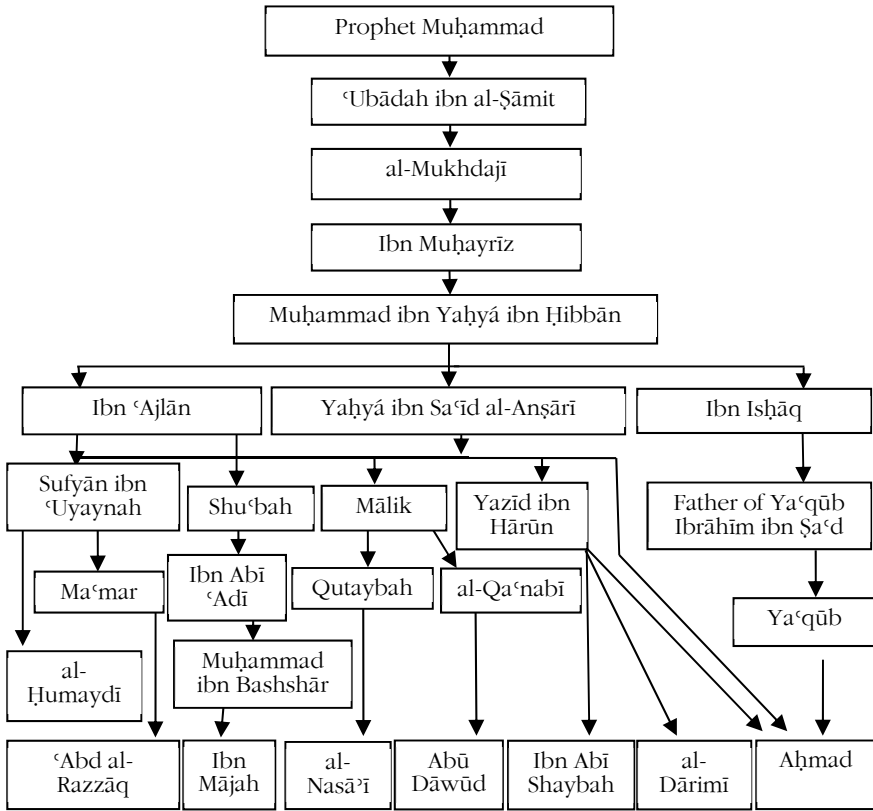 Prophet Muḥammad
ʿUbādah ibn al-Ṣāmit
al-Mukhdajī
Ibn Muḥayrīz
Muḥammad ibn Yaḥyá ibn Ḥibbān
Ibn ʿAjlān
Yaḥyá ibn Saʿīd al-Anṣārī
Ibn Isḥāq
Sufyān ibn
ʿUyaynah
Shuʿbah
Mālik
Yazīd ibn
Hārūn
Father of Yaʿqūb
Ibrāhīm ibn Ṣaʿd
Maʿmar
Ibn Abī
ʿAdī
Qutaybah
al-Qaʿnabī
Yaʿqūb
al-
Ḥumaydī
Muḥammad
ibn Bashshār
ʿAbd al-
Razzāq
Ibn
Mājah
al-
Nasāʾī
Abū
Dāwūd
Ibn Abī
Shaybah
al-
Dārimī
Aḥmad